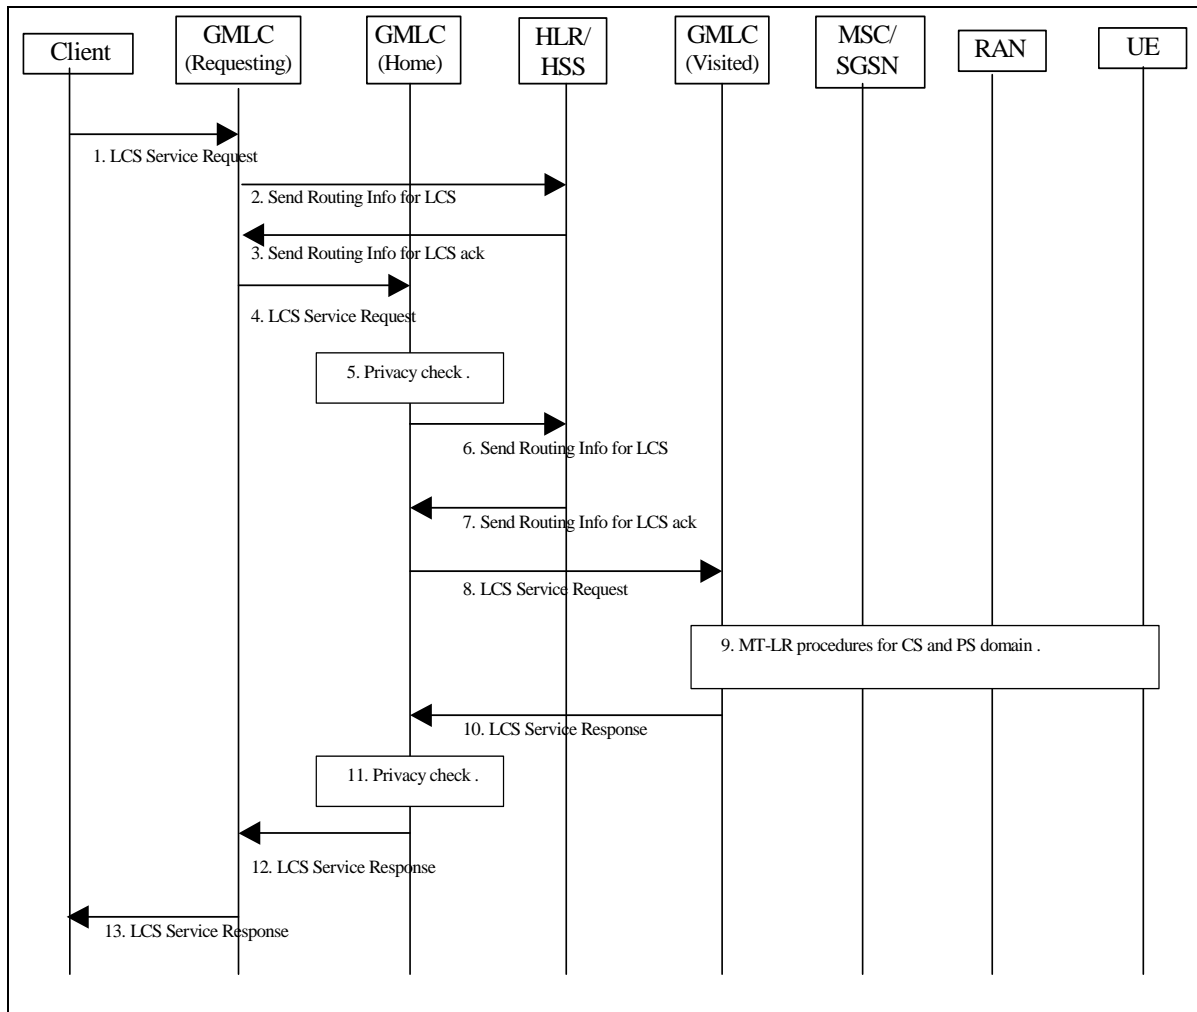 Client
GMLC
(Requesting)
GMLC
(Home)
HLR/
HSS
GMLC
(Visited)
MSC/
SGSN
RAN
UE
1. LCS Service Request
2. Send Routing Info for LCS
3. Send Routing Info for LCS ack
4. LCS Service Request
5. Privacy check .
6. Send Routing Info for LCS
7. Send Routing Info for LCS ack
8. LCS Service Request
9. MT-LR procedures for CS and PS domain .
10. LCS Service Response
11. Privacy check .
12. LCS Service Response
13. LCS Service Response